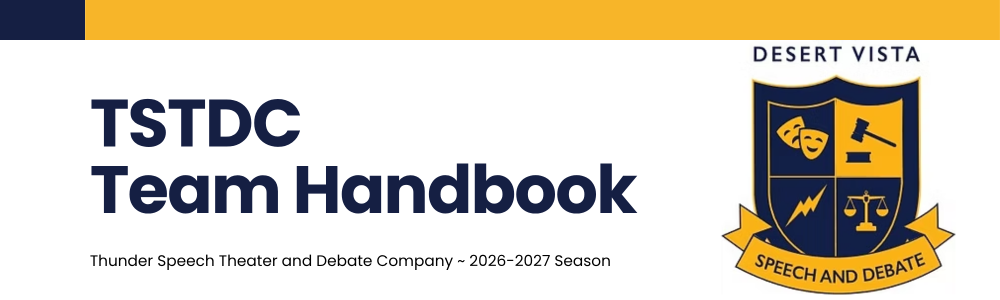 DESERT VISTA
TSTDC
Team Handbook
Thunder Speech Theater and Debate Company ~ 2026-2027 Season
SPEECH AND DEBATE